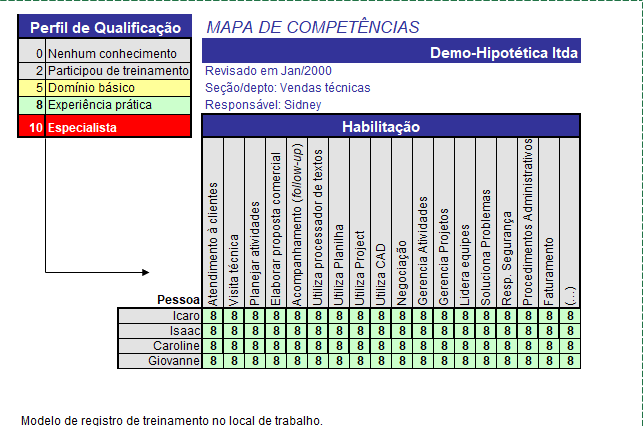 Perfil de Qualificação
0 Nenhum conhecimento
2 Participou de treinamento
5 Domínio básico
8 Experiência prática
10 Especialista
MAPA DE COMPETÊNCIAS
Demo-Hipotética ltda
Revisado em Jan/2000
Seção/depto: Vendas técnicas
Responsável: Sidney
Habilitação
Pessoa
Atendimento à clientes
Visita técnica
Planejar atividades
Elaborar proposta comercial
Acompanhamento (follow-up)
Utiliza processador de textos
Utiliza Planilha
Utiliza Project
Utiliza CAD
Negociação
Gerencia Atividades
Gerencia Projetos
Lidera equipes
Soluciona Problemas
Resp. Segurança
Procedimentos Administrativos
Faturamento
(...)
Icaro 8 8 8 8 8 8 8 8 8 8 8 8 8 8 8 8 8 8
Isaac 8 8 8 8 8 8 8 8 8 8 8 8 8 8 8 8 8 8
Caroline 8 8 8 8 8 8 8 8 8 8 8 8 8 8 8 8 8 8
Giovanne 8 8 8 8 8 8 8 8 8 8 8 8 8 8 8 8 8 8
Modelo de registro de treinamento no local de trabalho.